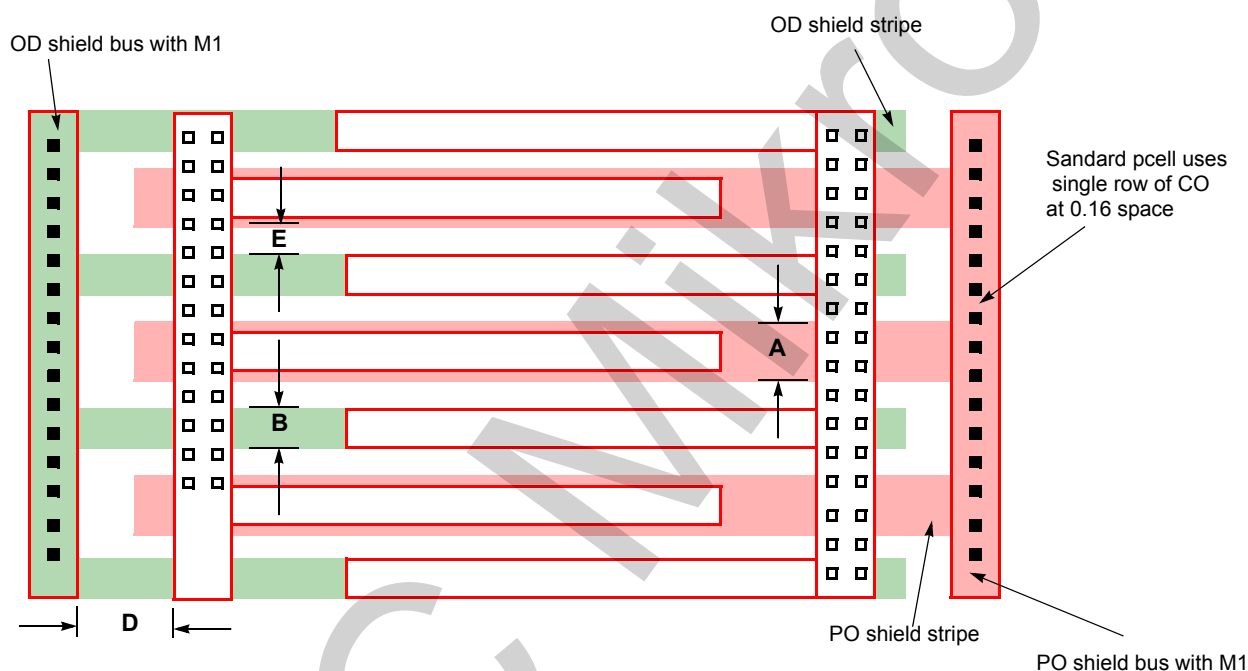 OD shield stripe
OD shield bus with M1
Sandard pcell uses
single row of CO
at 0.16 space
E
A
B
D
PO shield stripe
PO shield bus with M1
C Mikro